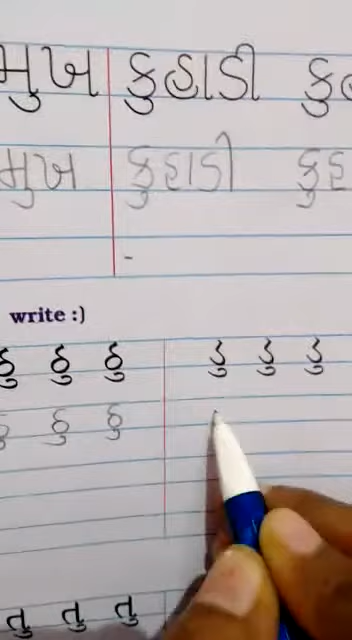 મુખ કુહાડી
મુખ કુહાડી
write :)
ઠુ ઠુ ઠુ ડુ ડુ ડુ
ઠુ ઠુ
તુ તુ તુ